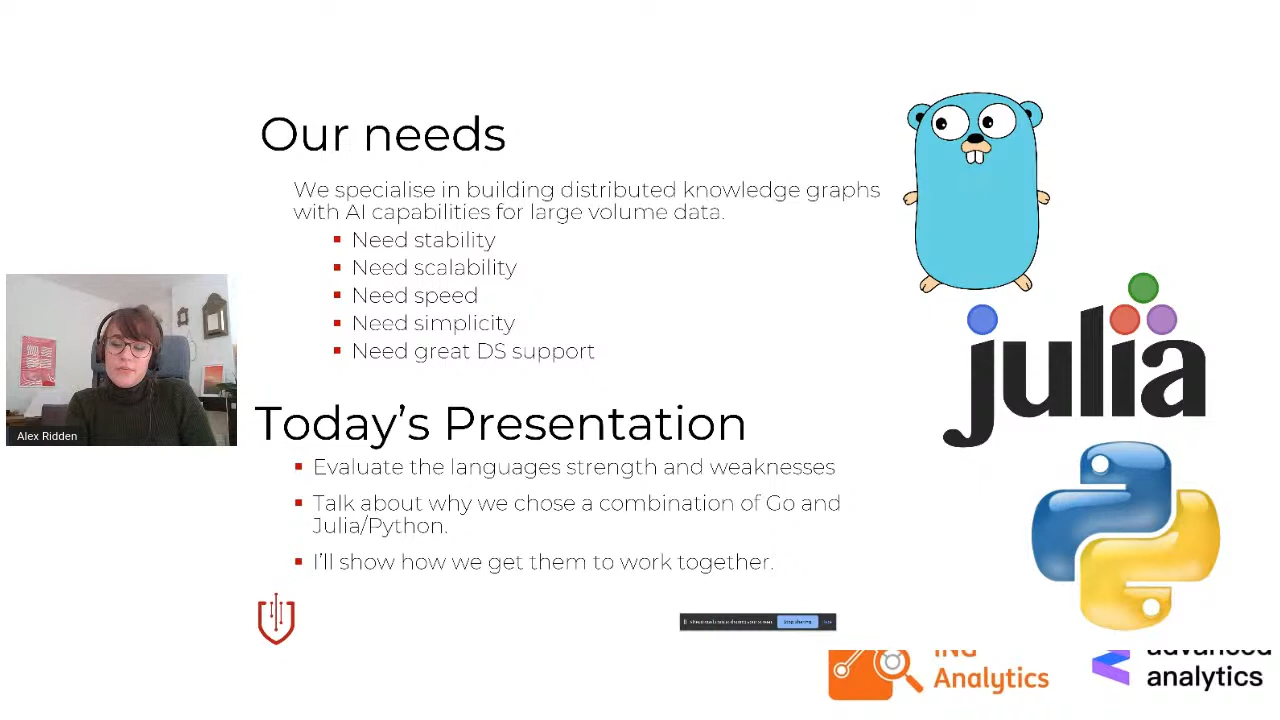 Our needs
We specialise in building distributed knowledge graphs
with AI capabilities for large volume data.
Need stability
Need scalability
Need speed
Need simplicity
Need great DS support
Today's Presentation
Evaluate the languages strength and weaknesses
Talk about why we chose a combination of Go and
Julia/Python.
I'll show how we get them to work together.
julia
Alex Ridden
Stop sharing
ING
Analytics
advanced
analytics